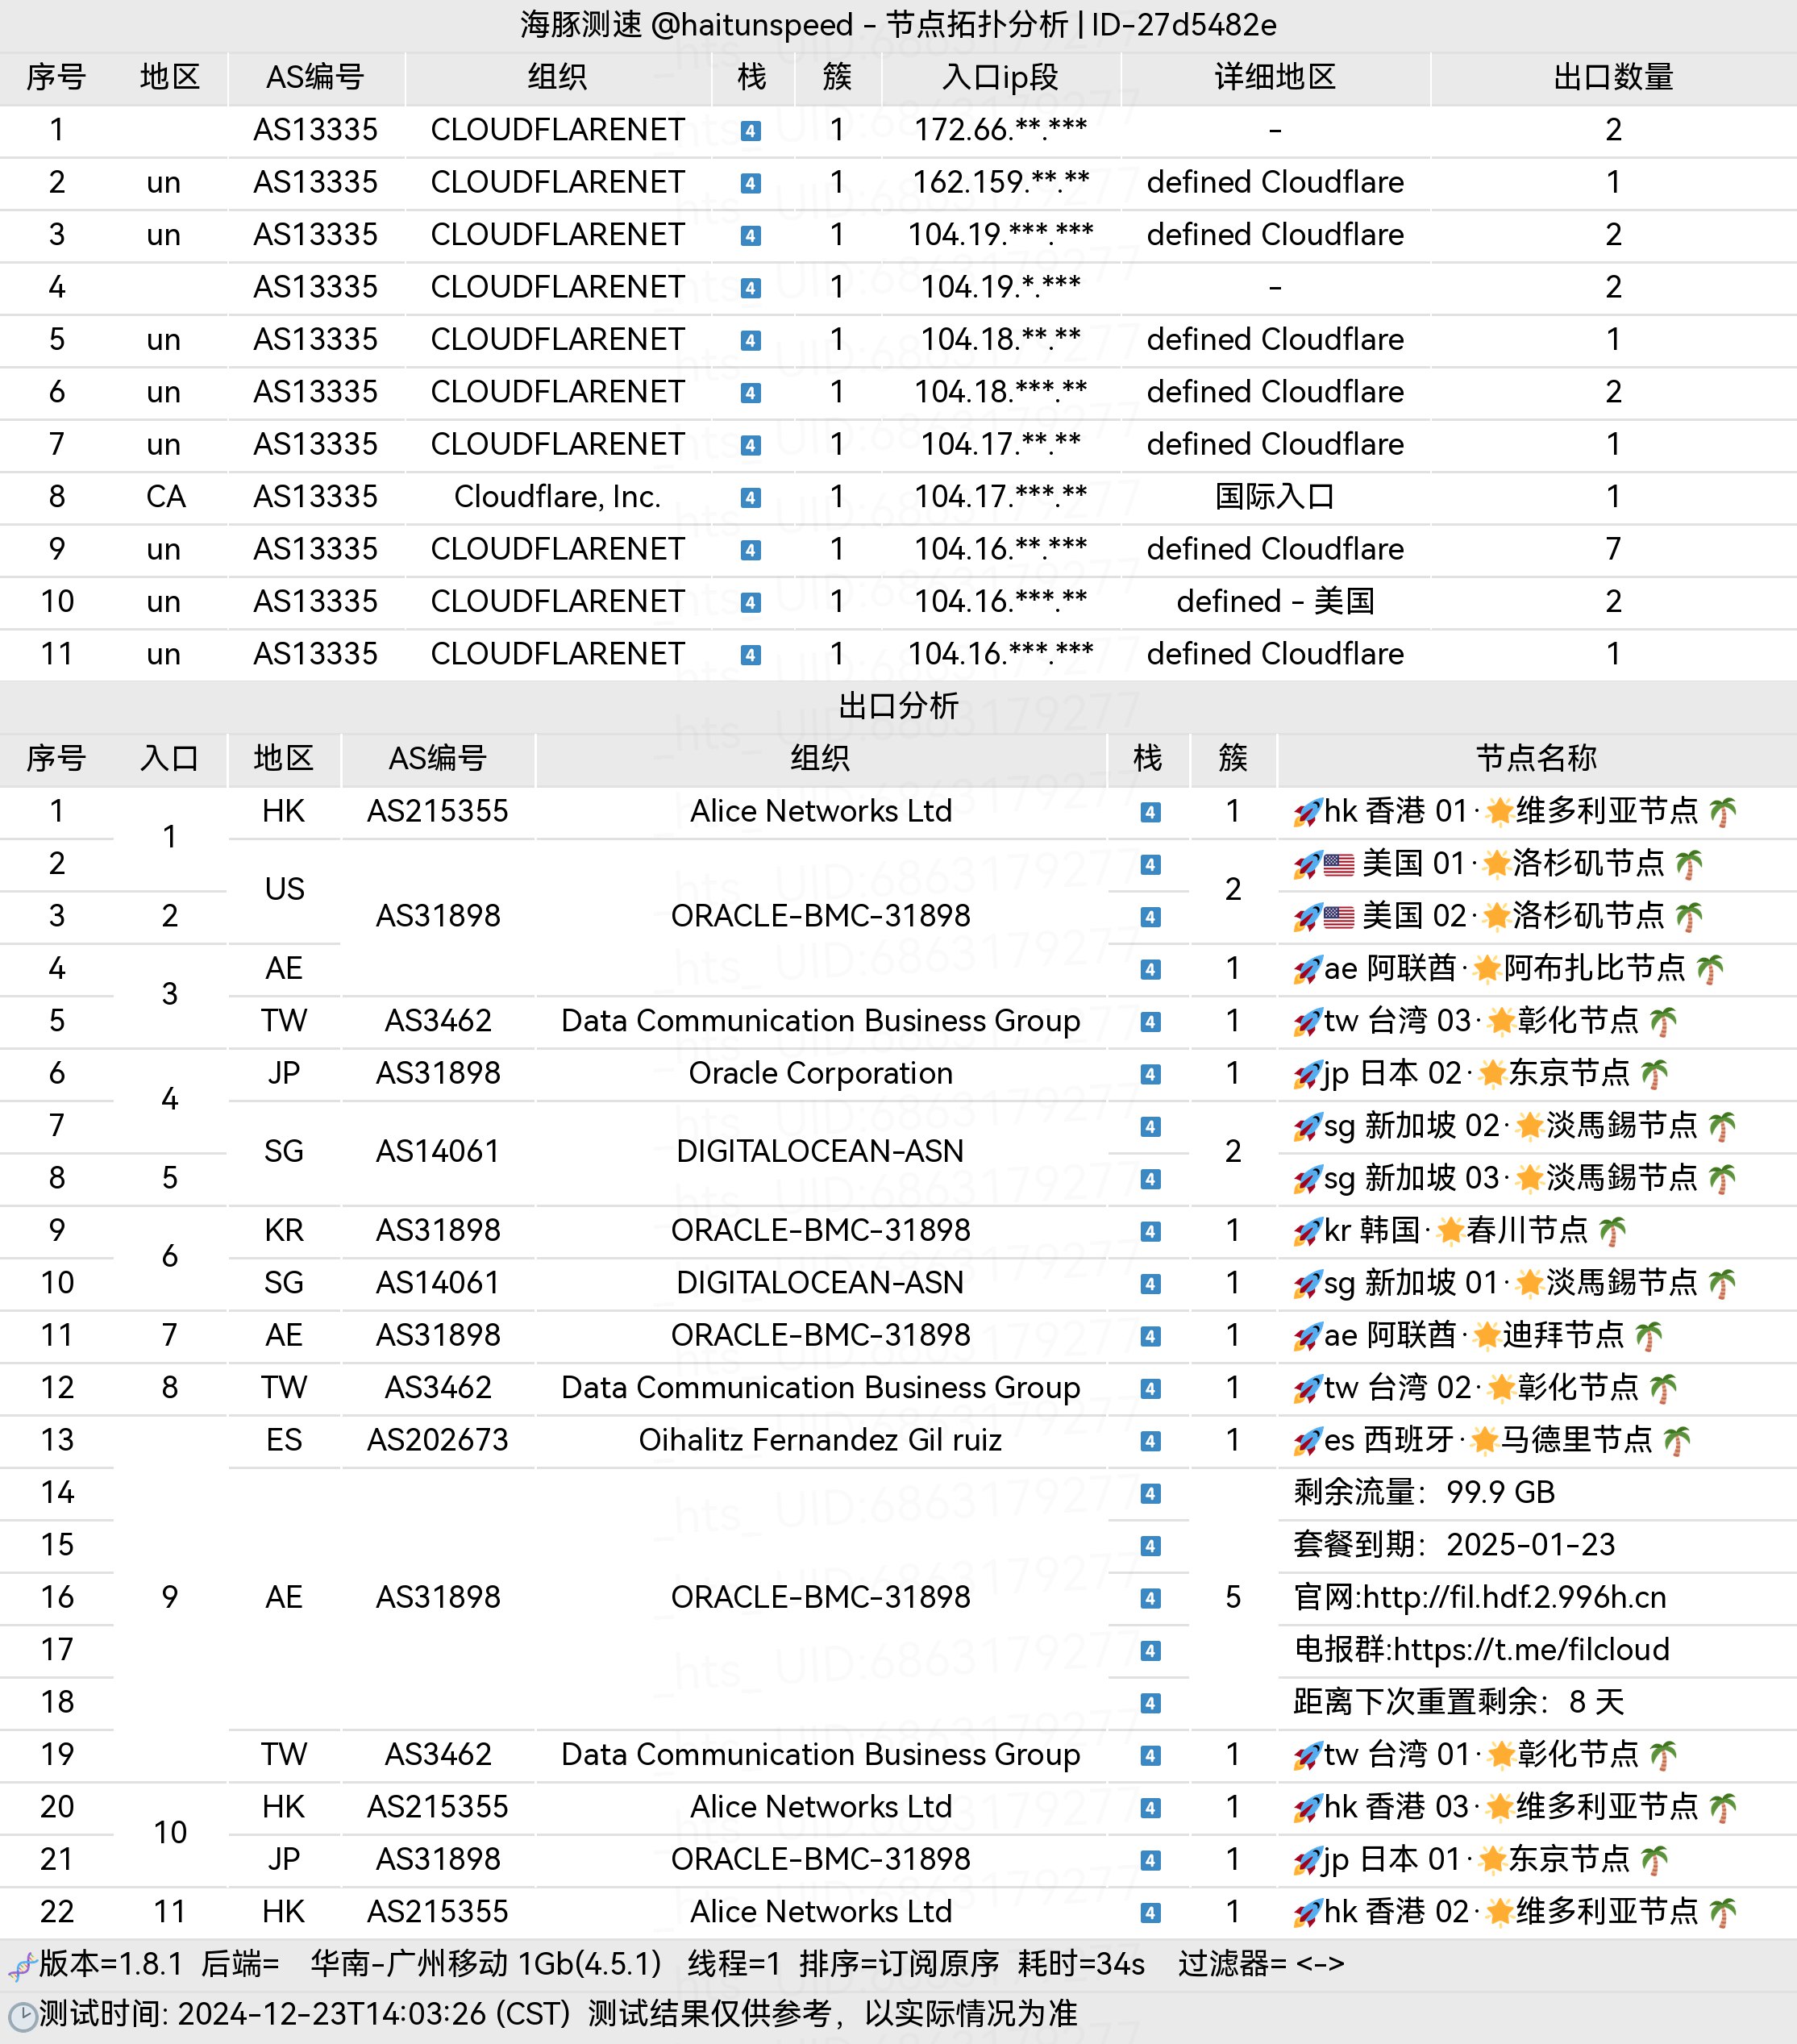 海豚测速 @haitunspeed - 节点拓扑分析 | ID-27d5482e
序号 地区 AS编号 组织 栈 簇 入口ip段 详细地区 出口数量
1 AS13335 CLOUDFLARENET 4 1 172.66.**.*** - 2
2 un AS13335 CLOUDFLARENET 4 1 162.159.**.** defined Cloudflare 1
3 un AS13335 CLOUDFLARENET 4 1 104.19.***.*** defined Cloudflare 2
4 AS13335 CLOUDFLARENET 4 1 104.19.*.*** - 2
5 un AS13335 CLOUDFLARENET 4 1 104.18.**.** defined Cloudflare 1
6 un AS13335 CLOUDFLARENET 4 1 104.18.***.** defined Cloudflare 2
7 un AS13335 CLOUDFLARENET 4 1 104.17.**.** defined Cloudflare 1
8 CA AS13335 Cloudflare, Inc. 4 1 104.17.***.** 国际入口 1
9 un AS13335 CLOUDFLARENET 4 1 104.16.**.*** defined Cloudflare 7
10 un AS13335 CLOUDFLARENET 4 1 104.16.***.** defined - 美国 2
11 un AS13335 CLOUDFLARENET 4 1 104.16.***.*** defined Cloudflare 1
出口分析
序号 入口 地区 AS编号 组织 栈 簇 节点名称
1 1 HK AS215355 Alice Networks Ltd 4 1 🚀hk 香港 01·🌟维多利亚节点 🌴
2 US AS31898 ORACLE-BMC-31898 4 2 🚀🇺🇸 美国 01·🌟洛杉矶节点 🌴
3 2 4 🚀🇺🇸 美国 02·🌟洛杉矶节点 🌴
4 3 AE 4 1 🚀ae 阿联酋·🌟阿布扎比节点 🌴
5 TW AS3462 Data Communication Business Group 4 1 🚀tw 台湾 03·🌟彰化节点 🌴
6 4 JP AS31898 Oracle Corporation 4 1 🚀jp 日本 02·🌟东京节点 🌴
7 SG AS14061 DIGITALOCEAN-ASN 4 2 🚀sg 新加坡 02·🌟淡馬錫节点 🌴
8 5 4 🚀sg 新加坡 03·🌟淡馬錫节点 🌴
9 6 KR AS31898 ORACLE-BMC-31898 4 1 🚀kr 韩国·🌟春川节点 🌴
10 SG AS14061 DIGITALOCEAN-ASN 4 1 🚀sg 新加坡 01·🌟淡馬錫节点 🌴
11 7 AE AS31898 ORACLE-BMC-31898 4 1 🚀ae 阿联酋·🌟迪拜节点 🌴
12 8 TW AS3462 Data Communication Business Group 4 1 🚀tw 台湾 02·🌟彰化节点 🌴
13 ES AS202673 Oihalitz Fernandez Gil ruiz 4 1 🚀es 西班牙·🌟马德里节点 🌴
14 4 剩余流量：99.9 GB
15 4 套餐到期：2025-01-23
16 9 AE AS31898 ORACLE-BMC-31898 4 5 官网:http://fil.hdf.2.996h.cn
17 4 电报群:https://t.me/filcloud
18 4 距离下次重置剩余：8 天
19 TW AS3462 Data Communication Business Group 4 1 🚀tw 台湾 01·🌟彰化节点 🌴
20 10 HK AS215355 Alice Networks Ltd 4 1 🚀hk 香港 03·🌟维多利亚节点 🌴
21 JP AS31898 ORACLE-BMC-31898 4 1 🚀jp 日本 01·🌟东京节点 🌴
22 11 HK AS215355 Alice Networks Ltd 4 1 🚀hk 香港 02·🌟维多利亚节点 🌴
🧬版本=1.8.1 后端= 华南-广州移动 1Gb(4.5.1) 线程=1 排序=订阅原序 耗时=34s 过滤器= <->
🕒测试时间: 2024-12-23T14:03:26 (CST) 测试结果仅供参考，以实际情况为准